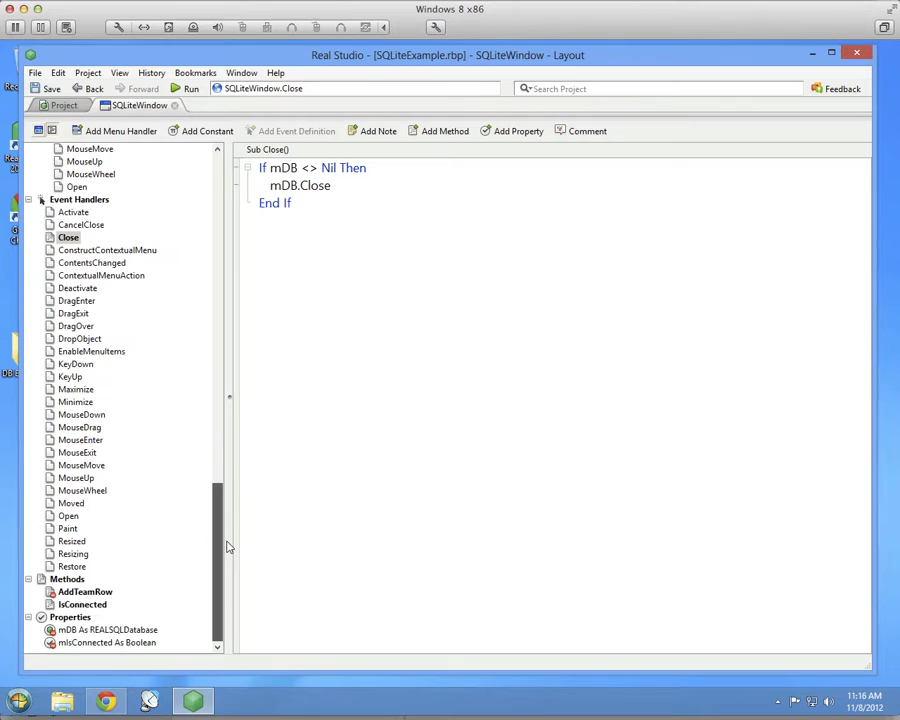 Windows 8 x86
Real Studio - [SQLiteExample.rbp] - SQLiteWindow - Layout
File Edit Project View History Bookmarks Window Help
Save Back Forward Run SQLiteWindow.Close Search Project Feedback
Project SQLiteWindow
Add Menu Handler Add Constant Add Event Definition Add Note Add Method Add Property Comment
Sub Close()
If mDB <> Nil Then
mDB.Close
End If
MouseMove
MouseUp
MouseWheel
Open
Event Handlers
Activate
CancelClose
Close
ConstructContextualMenu
ContentsChanged
ContextualMenuAction
Deactivate
DragEnter
DragExit
DragOver
DropObject
EnableMenuItems
KeyDown
KeyUp
Maximize
Minimize
MouseDown
MouseDrag
MouseEnter
MouseExit
MouseMove
MouseUp
MouseWheel
Moved
Open
Paint
Resized
Resizing
Restore
Methods
AddTeamRow
IsConnected
Properties
mDB As REALSQLDatabase
mIsConnected As Boolean
11:16 AM
11/8/2012